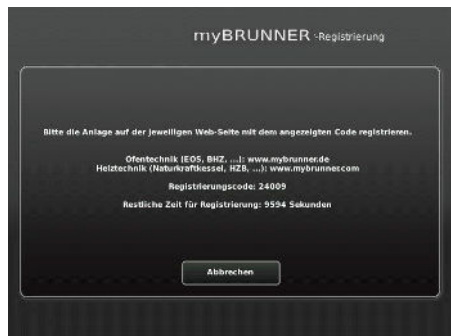 myBRUNNER -Registrierung
Bitte die Anlage auf der jeweiligen Web-Seite mit dem angezeigten Code registrieren.
Ofentechnik (EOS, BHZ, ...): www.mybrunner.de
Heiztechnik (Naturkraftkessel, HZB, ...): www.mybrunner.com
Registrierungscode: 24009
Restliche Zeit für Registrierung: 9594 Sekunden
Abbrechen